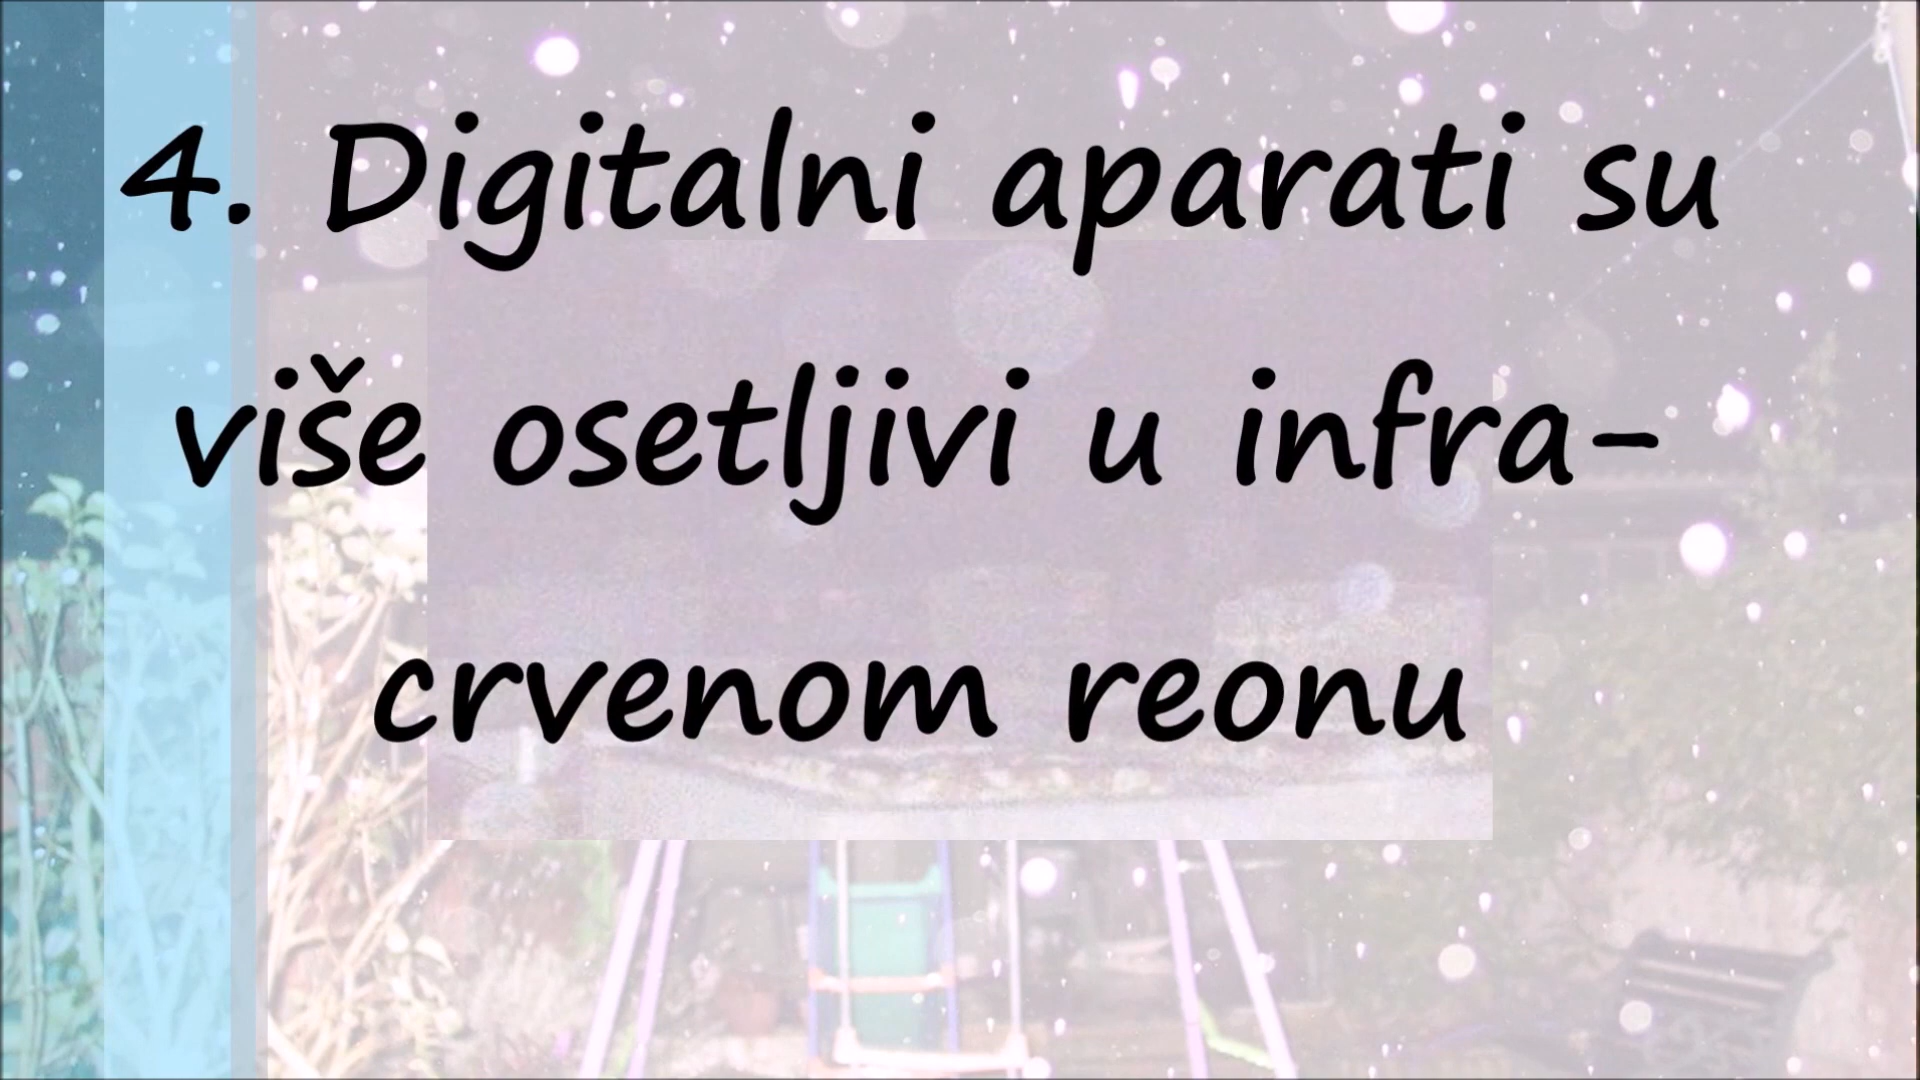 4. Digitalni aparati su
više osetljivi u infra-
crvenom reonu